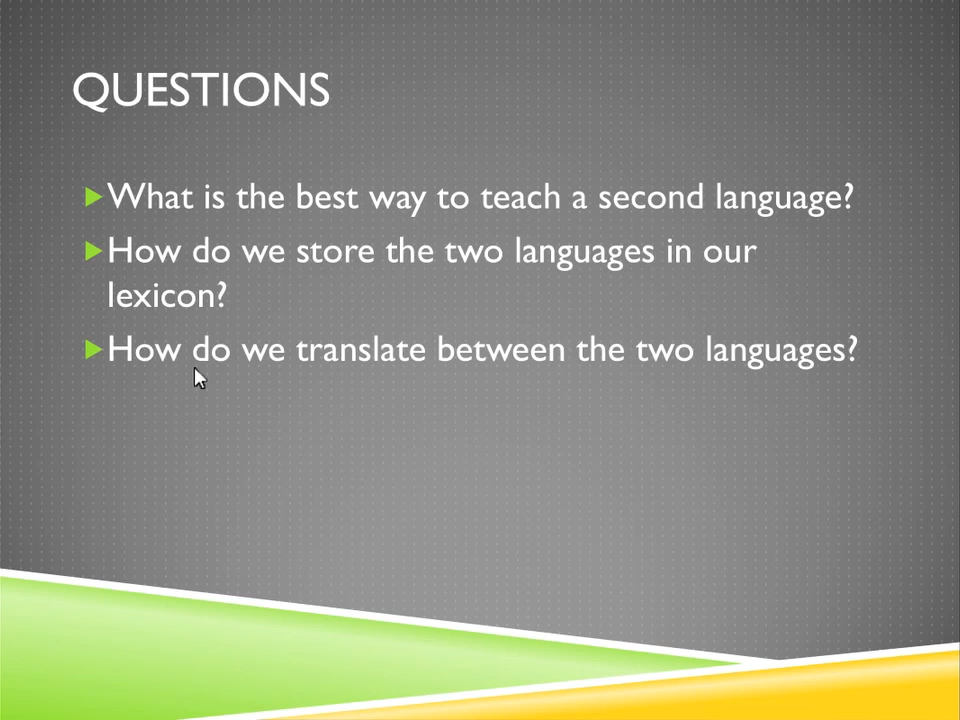 QUESTIONS
What is the best way to teach a second language?
How do we store the two languages in our
lexicon?
How do we translate between the two languages?